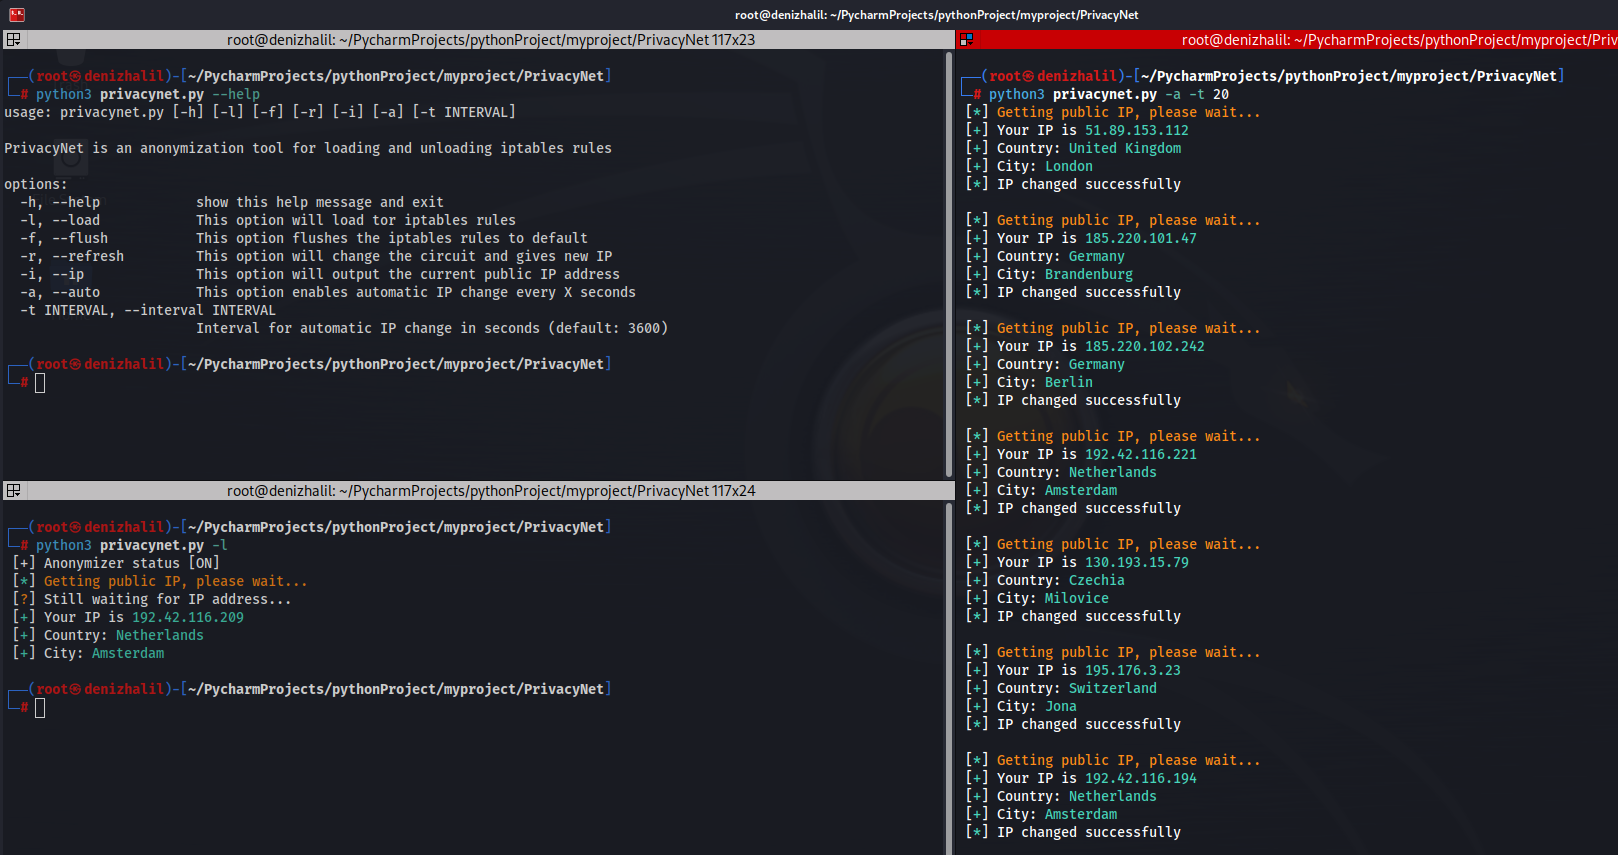 root@denizhalil: ~/PycharmProjects/pythonProject/myproject/PrivacyNet
root@denizhalil: ~/PycharmProjects/pythonProject/myproject/PrivacyNet 117x23
┌──(root㉿denizhalil)-[~/PycharmProjects/pythonProject/myproject/PrivacyNet]
└─# python3 privacynet.py --help
usage: privacynet.py [-h] [-l] [-f] [-r] [-i] [-a] [-t INTERVAL]
PrivacyNet is an anonymization tool for loading and unloading iptables rules
options:
-h, --help show this help message and exit
-l, --load This option will load tor iptables rules
-f, --flush This option flushes the iptables rules to default
-r, --refresh This option will change the circuit and gives new IP
-i, --ip This option will output the current public IP address
-a, --auto This option enables automatic IP change every X seconds
-t INTERVAL, --interval INTERVAL
Interval for automatic IP change in seconds (default: 3600)
┌──(root㉿denizhalil)-[~/PycharmProjects/pythonProject/myproject/PrivacyNet]
└─#
root@denizhalil: ~/PycharmProjects/pythonProject/myproject/PrivacyNet 117x24
┌──(root㉿denizhalil)-[~/PycharmProjects/pythonProject/myproject/PrivacyNet]
└─# python3 privacynet.py -l
[+] Anonymizer status [ON]
[*] Getting public IP, please wait...
[?] Still waiting for IP address...
[+] Your IP is 192.42.116.209
[+] Country: Netherlands
[+] City: Amsterdam
┌──(root㉿denizhalil)-[~/PycharmProjects/pythonProject/myproject/PrivacyNet]
└─#
root@denizhalil: ~/PycharmProjects/pythonProject/myproject/Priv
┌──(root㉿denizhalil)-[~/PycharmProjects/pythonProject/myproject/PrivacyNet]
└─# python3 privacynet.py -a -t 20
[*] Getting public IP, please wait...
[+] Your IP is 51.89.153.112
[+] Country: United Kingdom
[+] City: London
[*] IP changed successfully
[*] Getting public IP, please wait...
[+] Your IP is 185.220.101.47
[+] Country: Germany
[+] City: Brandenburg
[*] IP changed successfully
[*] Getting public IP, please wait...
[+] Your IP is 185.220.102.242
[+] Country: Germany
[+] City: Berlin
[*] IP changed successfully
[*] Getting public IP, please wait...
[+] Your IP is 192.42.116.221
[+] Country: Netherlands
[+] City: Amsterdam
[*] IP changed successfully
[*] Getting public IP, please wait...
[+] Your IP is 130.193.15.79
[+] Country: Czechia
[+] City: Milovice
[*] IP changed successfully
[*] Getting public IP, please wait...
[+] Your IP is 195.176.3.23
[+] Country: Switzerland
[+] City: Jona
[*] IP changed successfully
[*] Getting public IP, please wait...
[+] Your IP is 192.42.116.194
[+] Country: Netherlands
[+] City: Amsterdam
[*] IP changed successfully